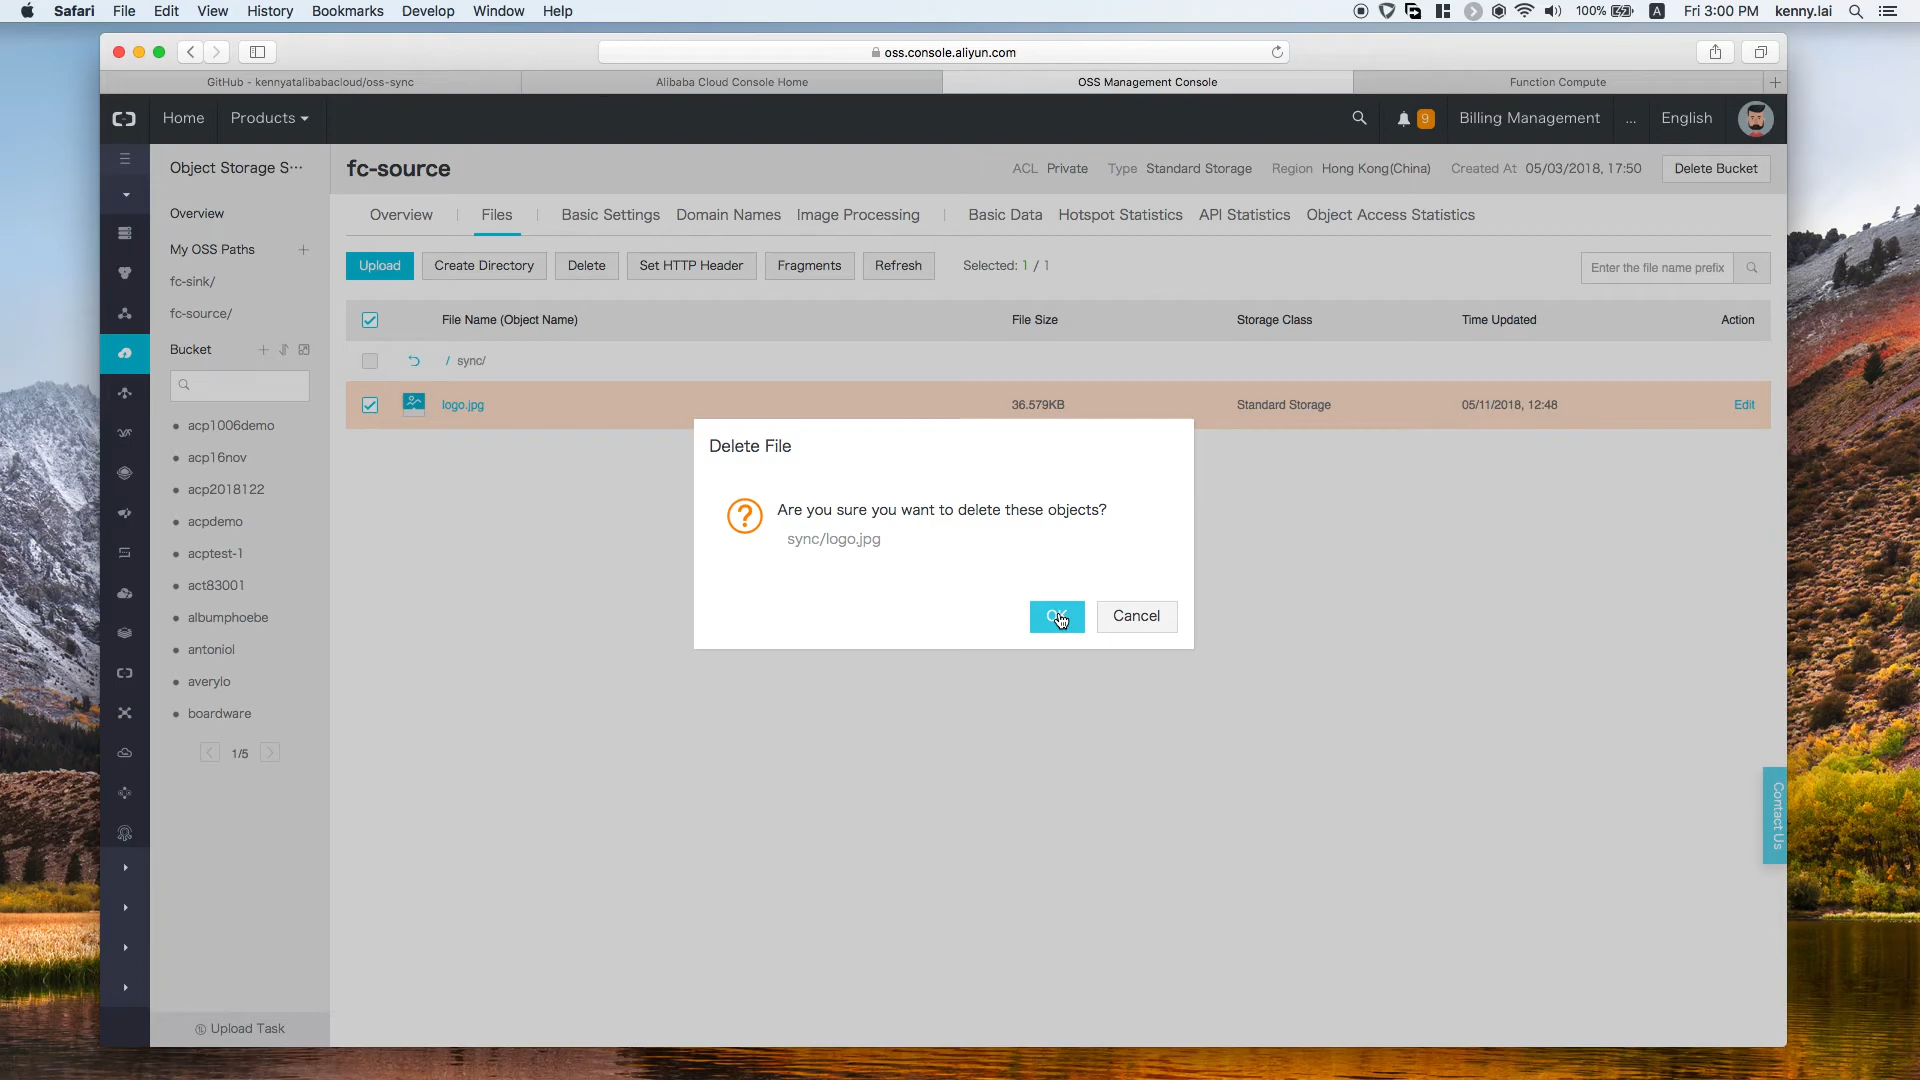 Safari File Edit View History Bookmarks Develop Window Help 100% A Fri 3:00 PM kenny.lai
oss.console.aliyun.com
GitHub - kennyatalibabacloud/oss-sync Alibaba Cloud Console Home OSS Management Console Function Compute
Home Products 9 Billing Management ... English
Object Storage S···
fc-source ACL Private Type Standard Storage Region Hong Kong(China) Created At 05/03/2018, 17:50 Delete Bucket
Overview Files Basic Settings Domain Names Image Processing Basic Data Hotspot Statistics API Statistics Object Access Statistics
Upload Create Directory Delete Set HTTP Header Fragments Refresh Selected: 1 / 1 Enter the file name prefix
File Name (Object Name) File Size Storage Class Time Updated Action
/ sync/
logo.jpg 36.579KB Standard Storage 05/11/2018, 12:48 Edit
Overview
My OSS Paths
fc-sink/
fc-source/
Bucket
acp1006demo
acp16nov
acp2018122
acpdemo
acptest-1
act83001
albumphoebe
antoniol
averylo
boardware
1/5
Upload Task
Delete File
Are you sure you want to delete these objects?
sync/logo.jpg
OK Cancel
Contact Us